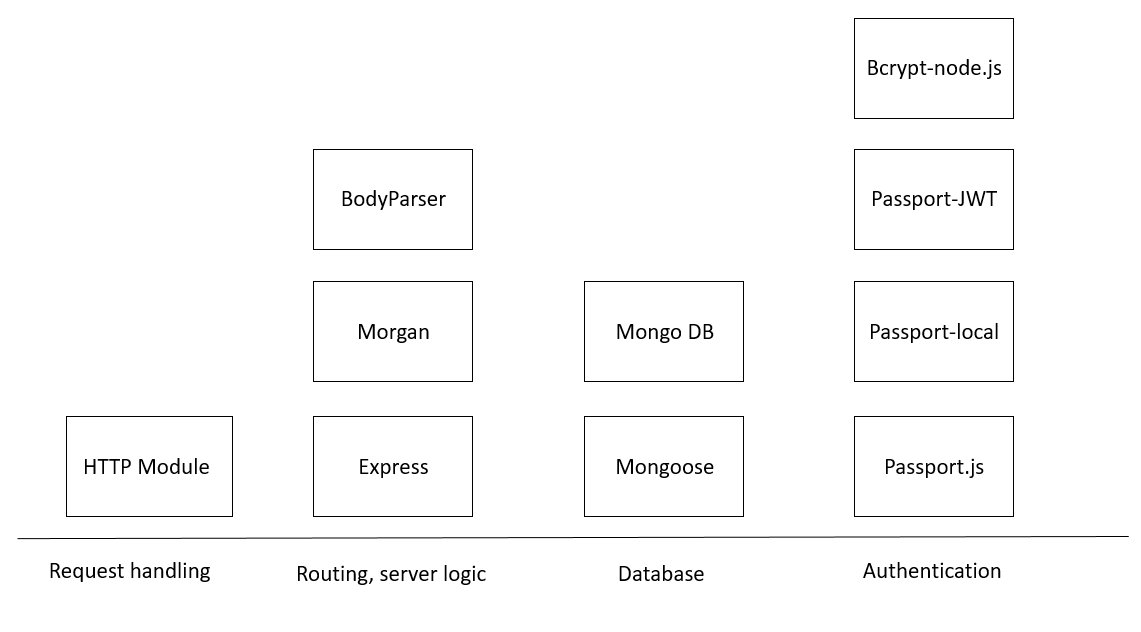 Bcrypt-node.js
BodyParser
Passport-JWT
Morgan
Mongo DB
Passport-local
HTTP Module
Express
Mongoose
Passport.js
Request handling
Routing, server logic
Database
Authentication